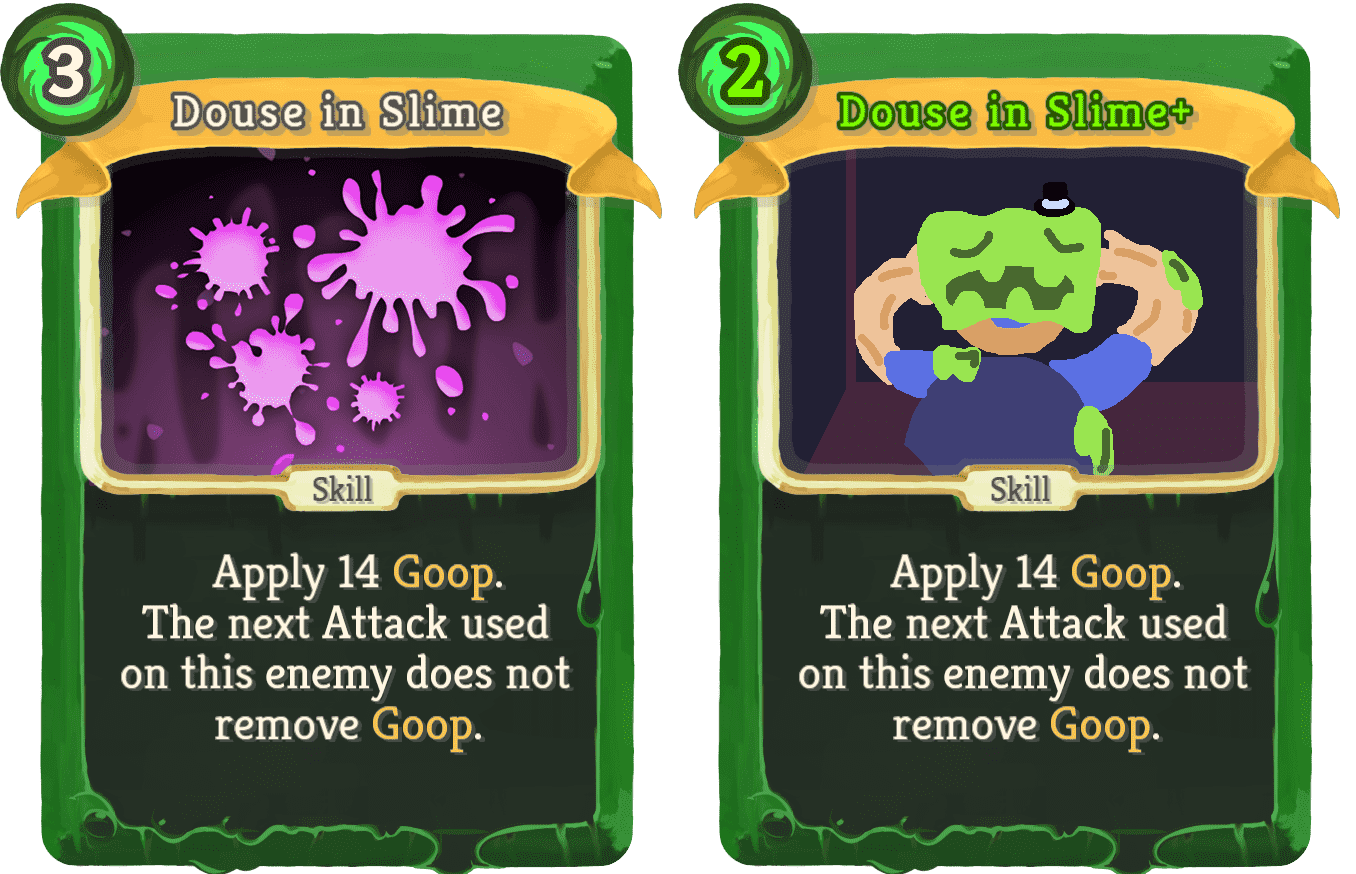 3
Douse in Slime
Skill
Apply 14 Goop.
The next Attack used
on this enemy does not
remove Goop.
2
Douse in Slime+
Skill
Apply 14 Goop.
The next Attack used
on this enemy does not
remove Goop.